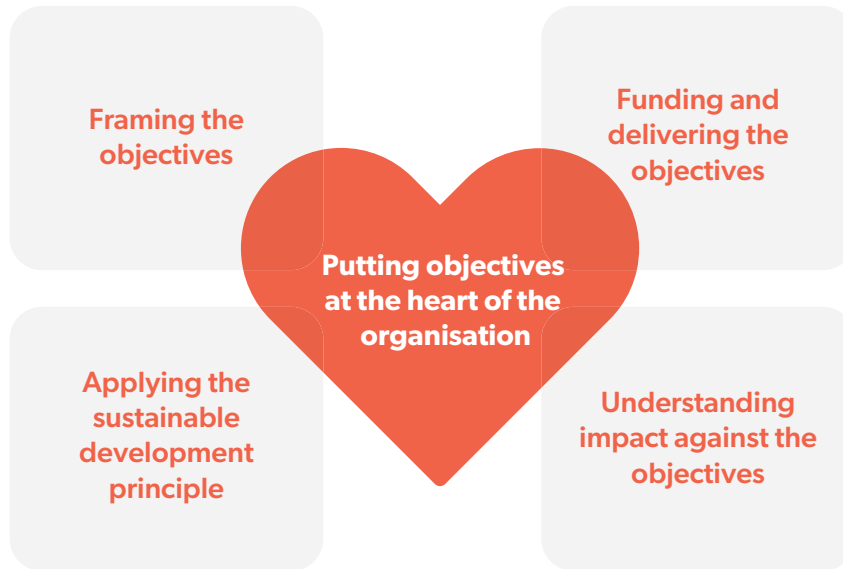 Framing the
objectives
Funding and
delivering the
objectives
Putting objectives
at the heart of the
organisation
Applying the
sustainable
development
principle
Understanding
impact against the
objectives